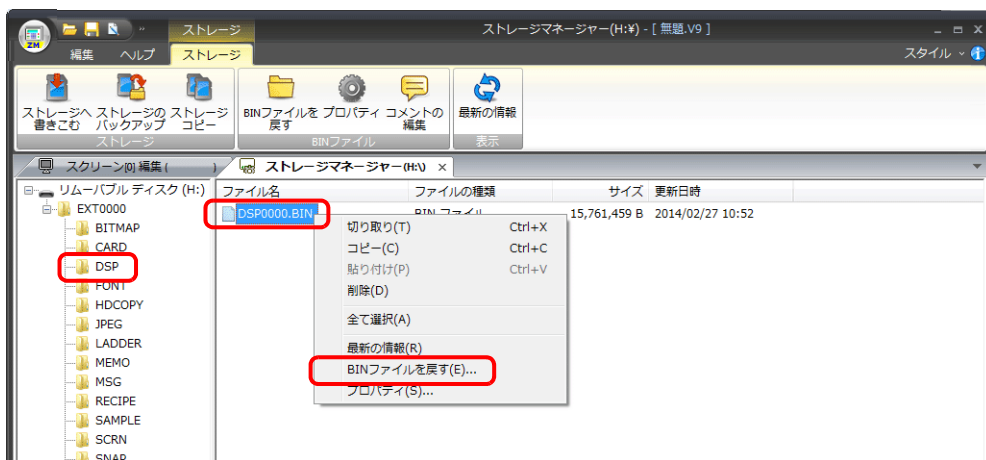 ストレージ
ストレージマネージャー(H:¥) - [ 無題.V9 ]
ZM
編集 ヘルプ ストレージ
スタイル
ストレージへ書きこむ
ストレージのバックアップ
ストレージコピー
BINファイルを戻す
プロパティ
コメントの編集
最新の情報
ストレージ
BINファイル
表示
スクリーン[0] 編集 ( )
ストレージマネージャー(H:\) ×
リムーバブル ディスク (H:)
EXT0000
BITMAP
CARD
DSP
FONT
HDCOPY
JPEG
LADDER
MEMO
MSG
RECIPE
SAMPLE
SCRN
SNAP
ファイル名 ファイルの種類 サイズ 更新日時
DSP0000.BIN BIN ファイル 15,761,459 B 2014/02/27 10:52
切り取り(T) Ctrl+X
コピー(C) Ctrl+C
貼り付け(P) Ctrl+V
削除(D)
全て選択(A)
最新の情報(R)
BINファイルを戻す(E)...
プロパティ(S)...